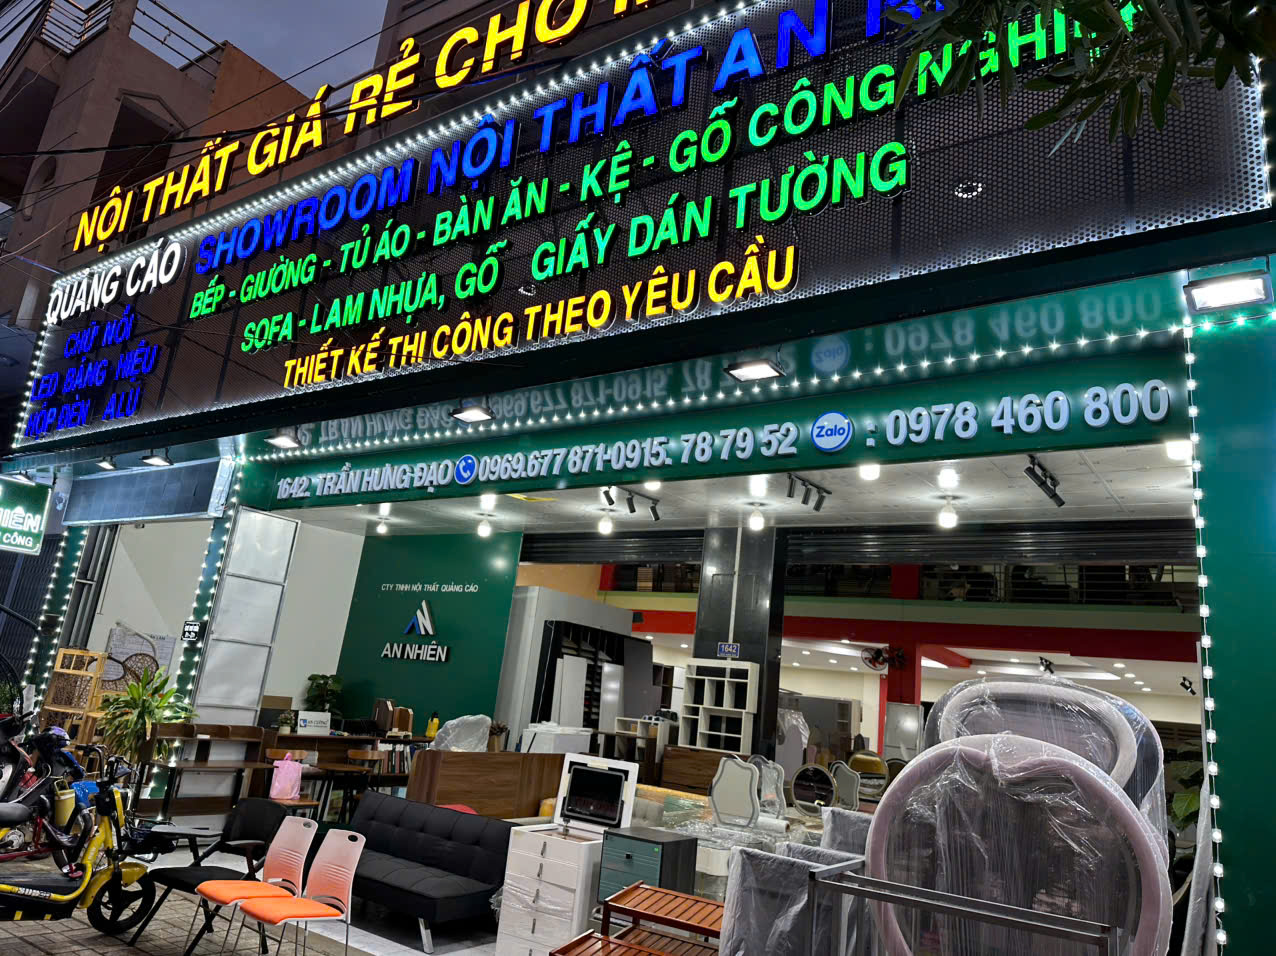 NỘI THẤT GIÁ RẺ CHO
SHOWROOM NỘI THẤT AN
BẾP - GIƯỜNG - TỦ ÁO - BÀN ĂN - KỆ - GỖ CÔNG NGHIỆP
SOFA - LAM NHỰA, GỖ GIẤY DÁN TƯỜNG
THIẾT KẾ THI CÔNG THEO YÊU CẦU
QUẢNG CÁO
CHỮ NỔI
LED BẢNG HIỆU
HỘP ĐÈN ALU
1642. TRẦN HƯNG ĐẠO 0969.677 871-0915. 78 79 52 Zalo : 0978 460 800
CTY TNHH NỘI THẤT QUẢNG CÁO
AN NHIÊN
1642
HIÊN
CÔNG